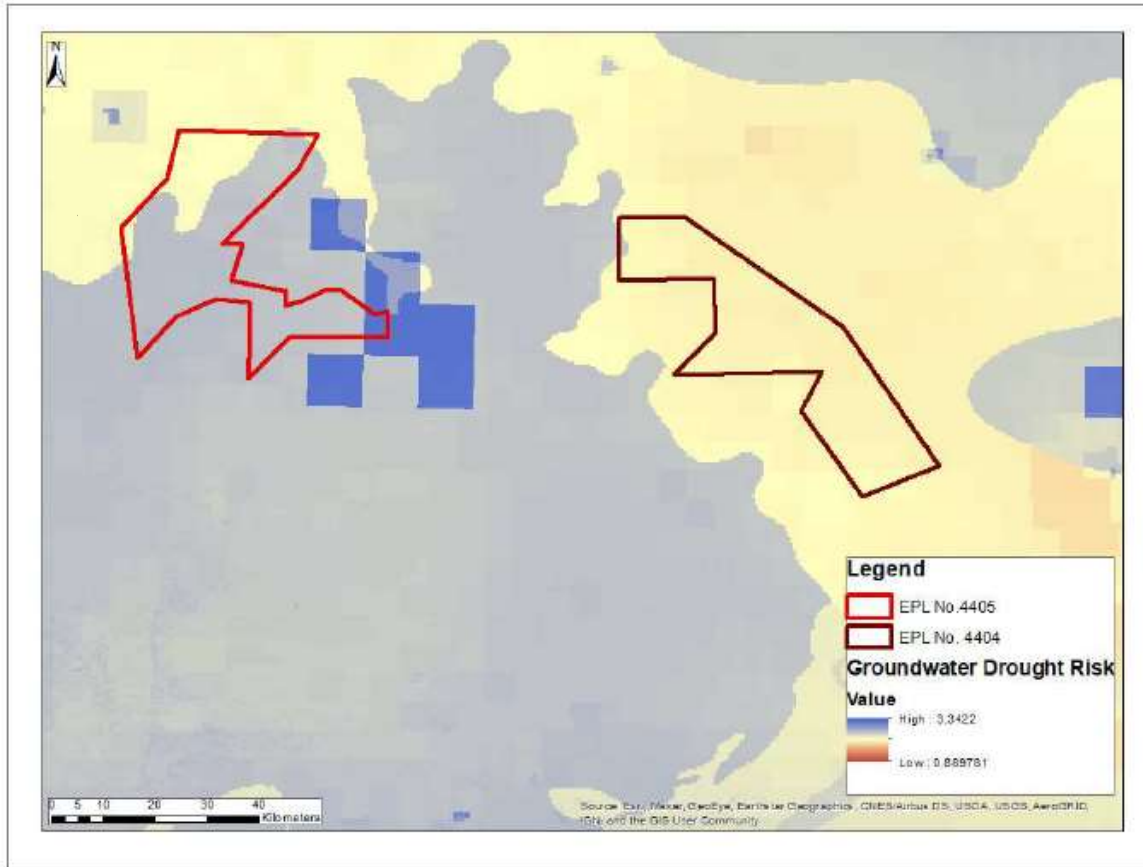 N
Legend
EPL No.4405
EPL No. 4404
Groundwater Drought Risk
Value
High : 3.3422
Low : 0.889781
0 5 10 20 30 40
Kilometers
Source: Esri, Maxar, GeoEye, Earthstar Geographics, CNES/Airbus DS, USDA, USGS, AeroGRID,
IGN, and the GIS User Community